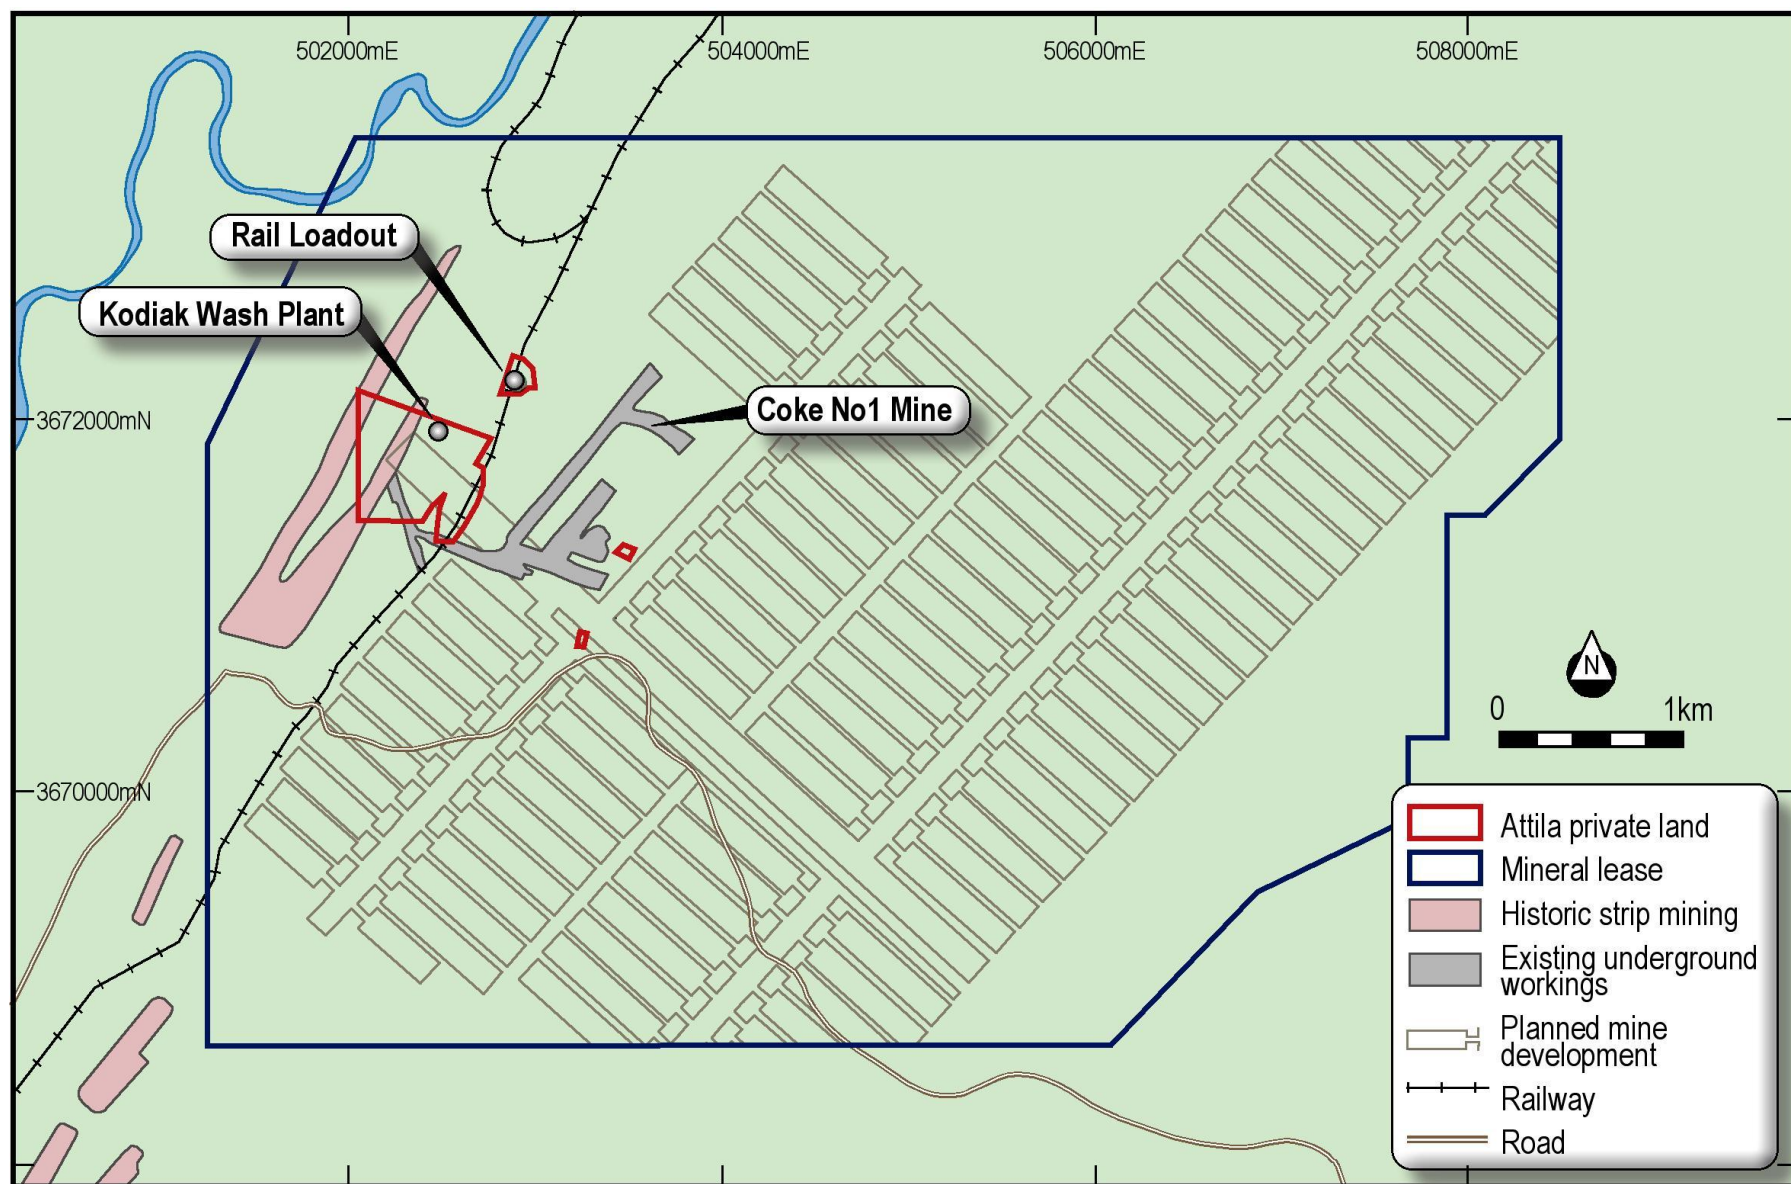 502000mE
504000mE
506000mE
508000mE
Rail Loadout
Kodiak Wash Plant
Coke No1 Mine
3672000mN
N
0
1km
3670000mN
Attila private land
Mineral lease
Historic strip mining
Existing underground
workings
Planned mine
development
Railway
Road